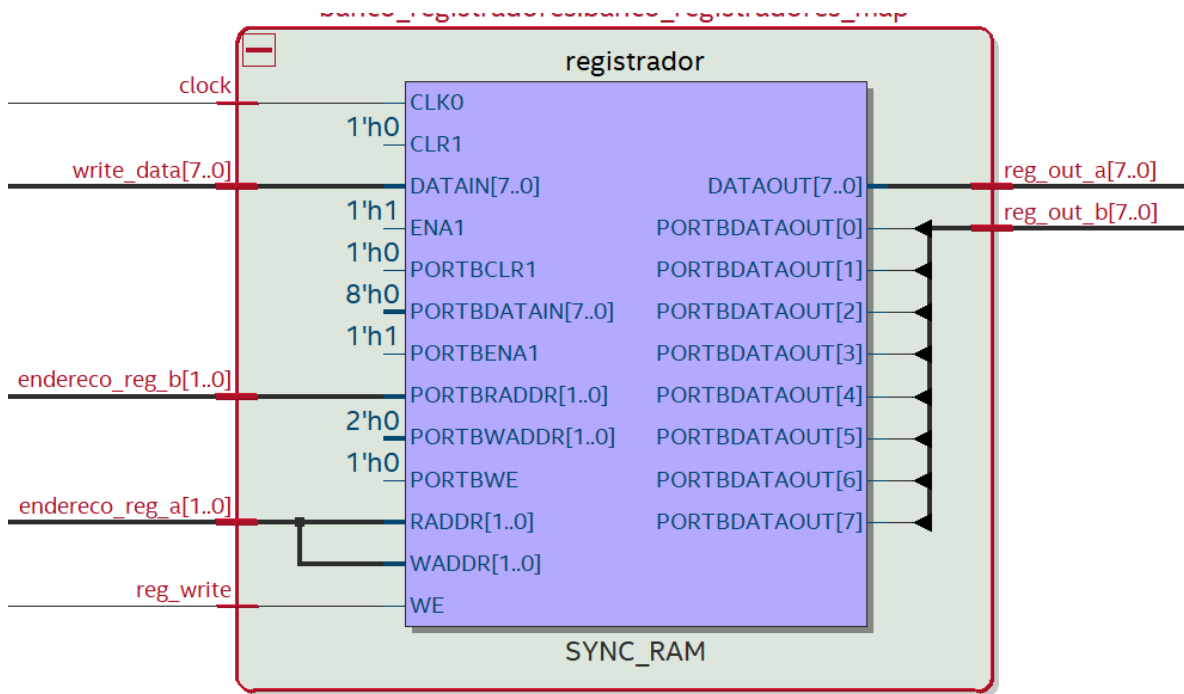 banco_registradores:banco_registradores_map
registrador
clock
CLK0
1'h0
CLR1
write_data[7..0]
DATAIN[7..0]
DATAOUT[7..0]
reg_out_a[7..0]
1'h1
ENA1
PORTBDATAOUT[0]
reg_out_b[7..0]
1'h0
PORTBCLR1
PORTBDATAOUT[1]
8'h0
PORTBDATAIN[7..0]
PORTBDATAOUT[2]
1'h1
PORTBENA1
PORTBDATAOUT[3]
endereco_reg_b[1..0]
PORTBRADDR[1..0]
PORTBDATAOUT[4]
2'h0
PORTBWADDR[1..0]
PORTBDATAOUT[5]
1'h0
PORTBWE
PORTBDATAOUT[6]
endereco_reg_a[1..0]
RADDR[1..0]
PORTBDATAOUT[7]
WADDR[1..0]
reg_write
WE
SYNC_RAM